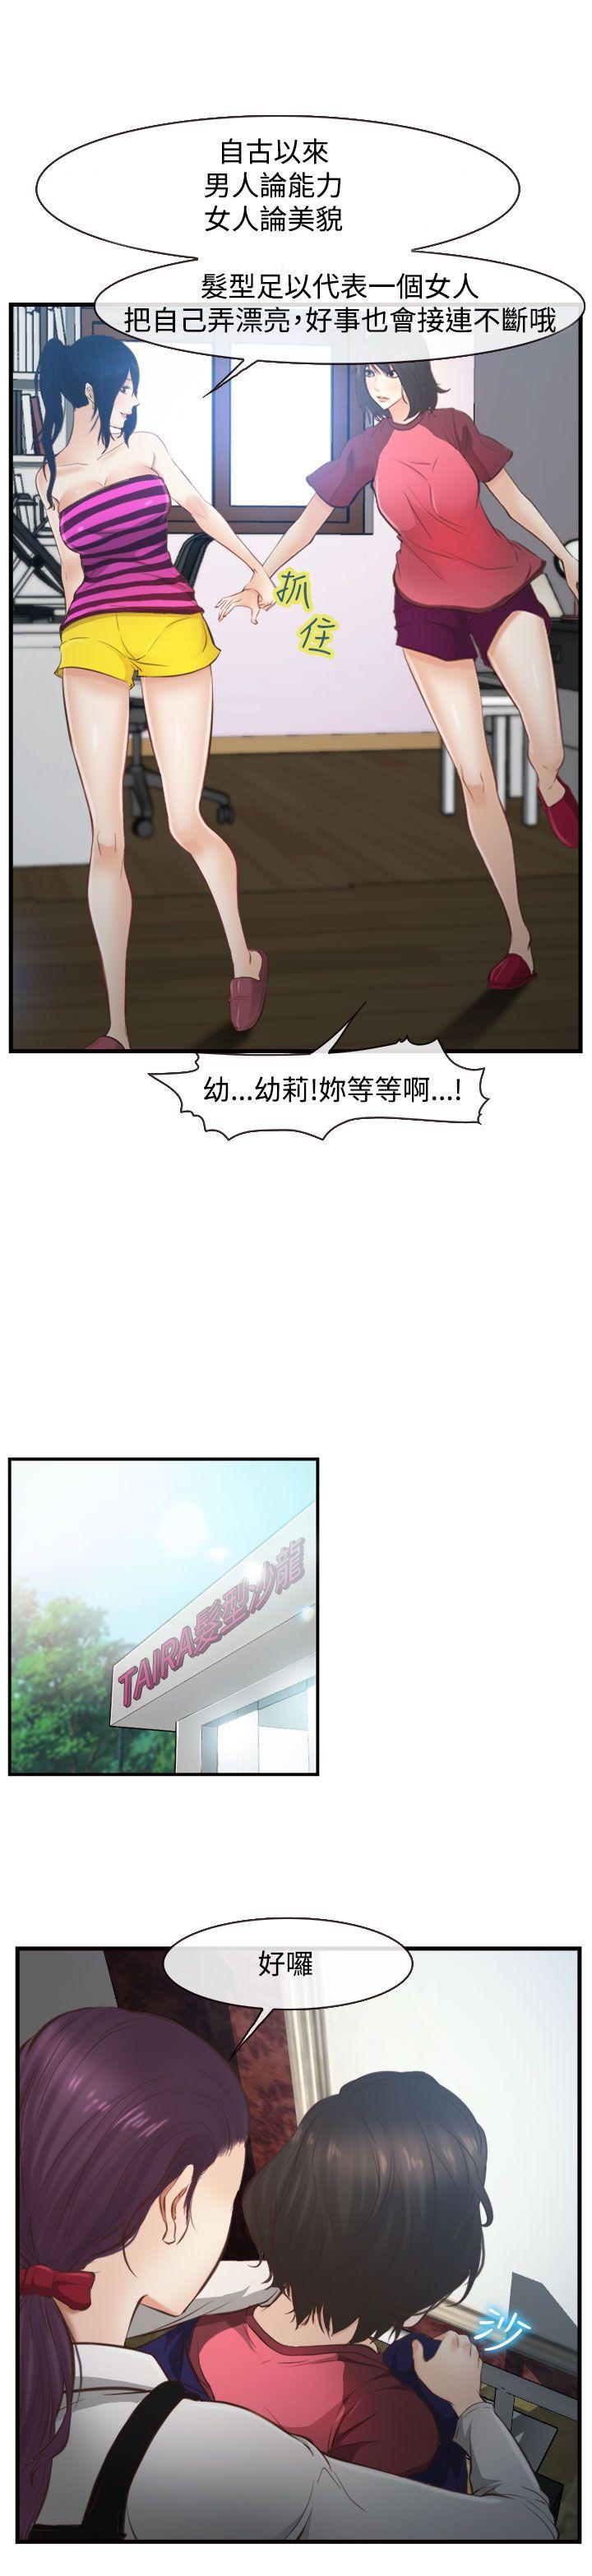 自古以來
男人論能力
女人論美貌
髮型足以代表一個女人
把自己弄漂亮,好事也會接連不斷哦
抓
住
幼...幼莉!妳等等啊...!
TAIRA髮型沙龍
好囉
沙